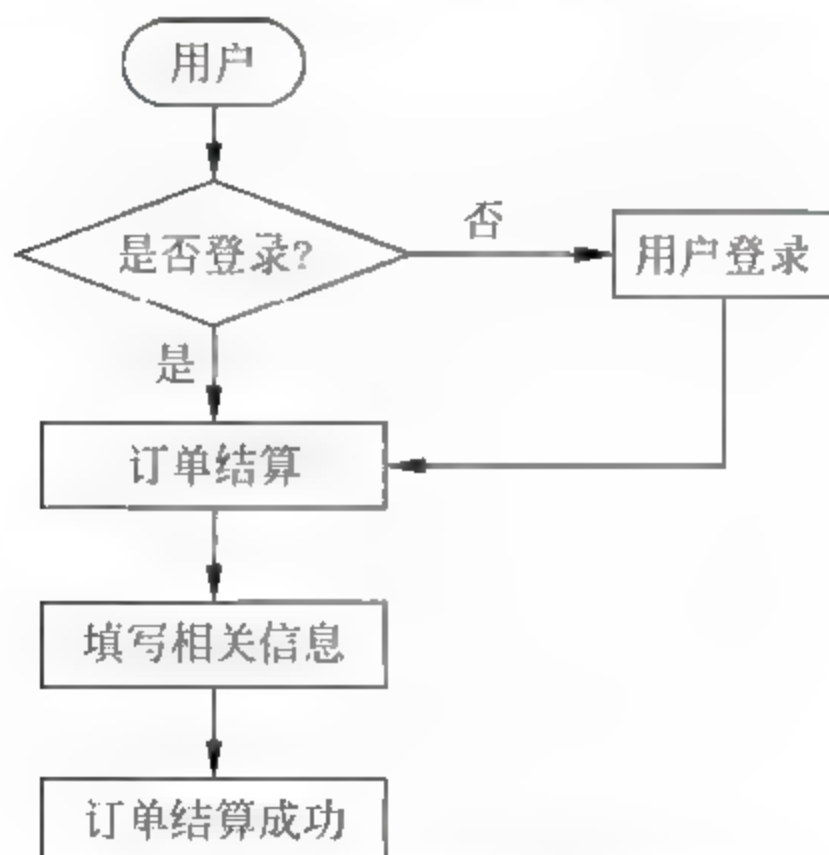 用户
是否登录?
否
用户登录
是
订单结算
填写相关信息
订单结算成功